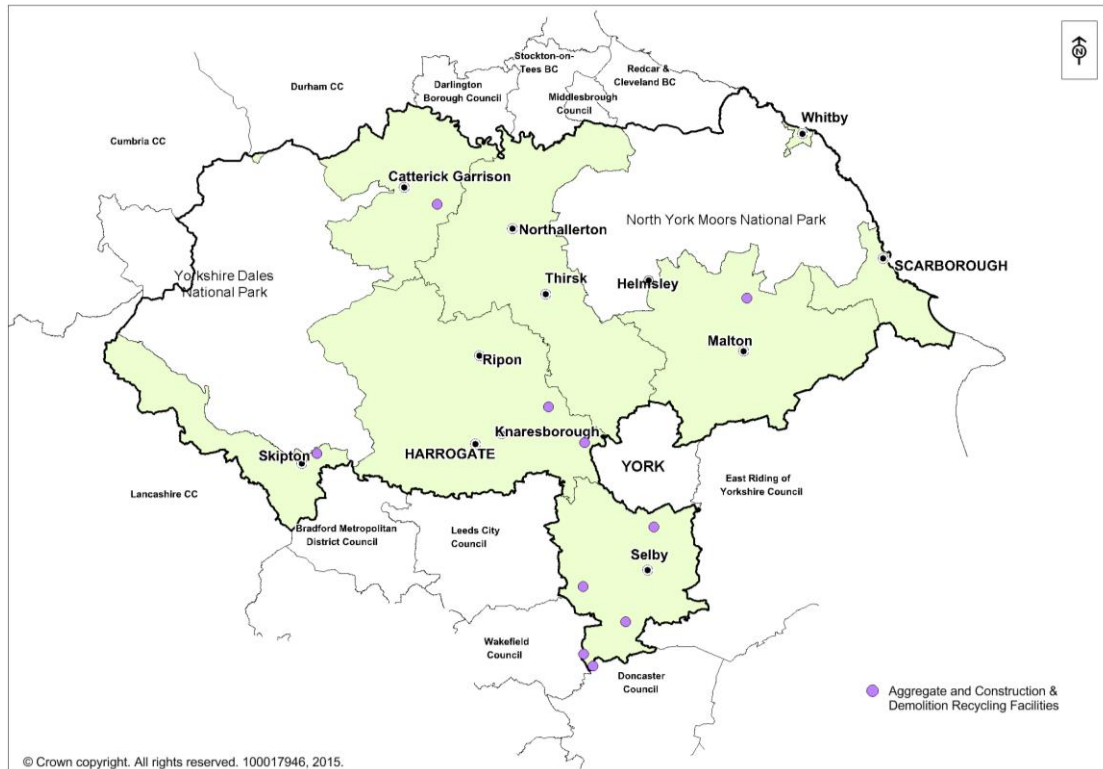 Stockton-on-
Tees BC
Redcar &
Cleveland BC
Durham CC
Darlington
Borough Council
Middlesbrough
Council
N
Whitby
Cumbria CC
Catterick Garrison
North York Moors National Park
Northallerton
SCARBOROUGH
Yorkshire Dales
National Park
Thirsk
Helmsley
Malton
Ripon
Knaresborough
HARROGATE
Skipton
YORK
East Riding of
Yorkshire Council
Lancashire CC
Bradford Metropolitan
District Council
Leeds City
Council
Selby
Wakefield
Council
Doncaster
Council
Aggregate and Construction &
Demolition Recycling Facilities
© Crown copyright. All rights reserved. 100017946, 2015.